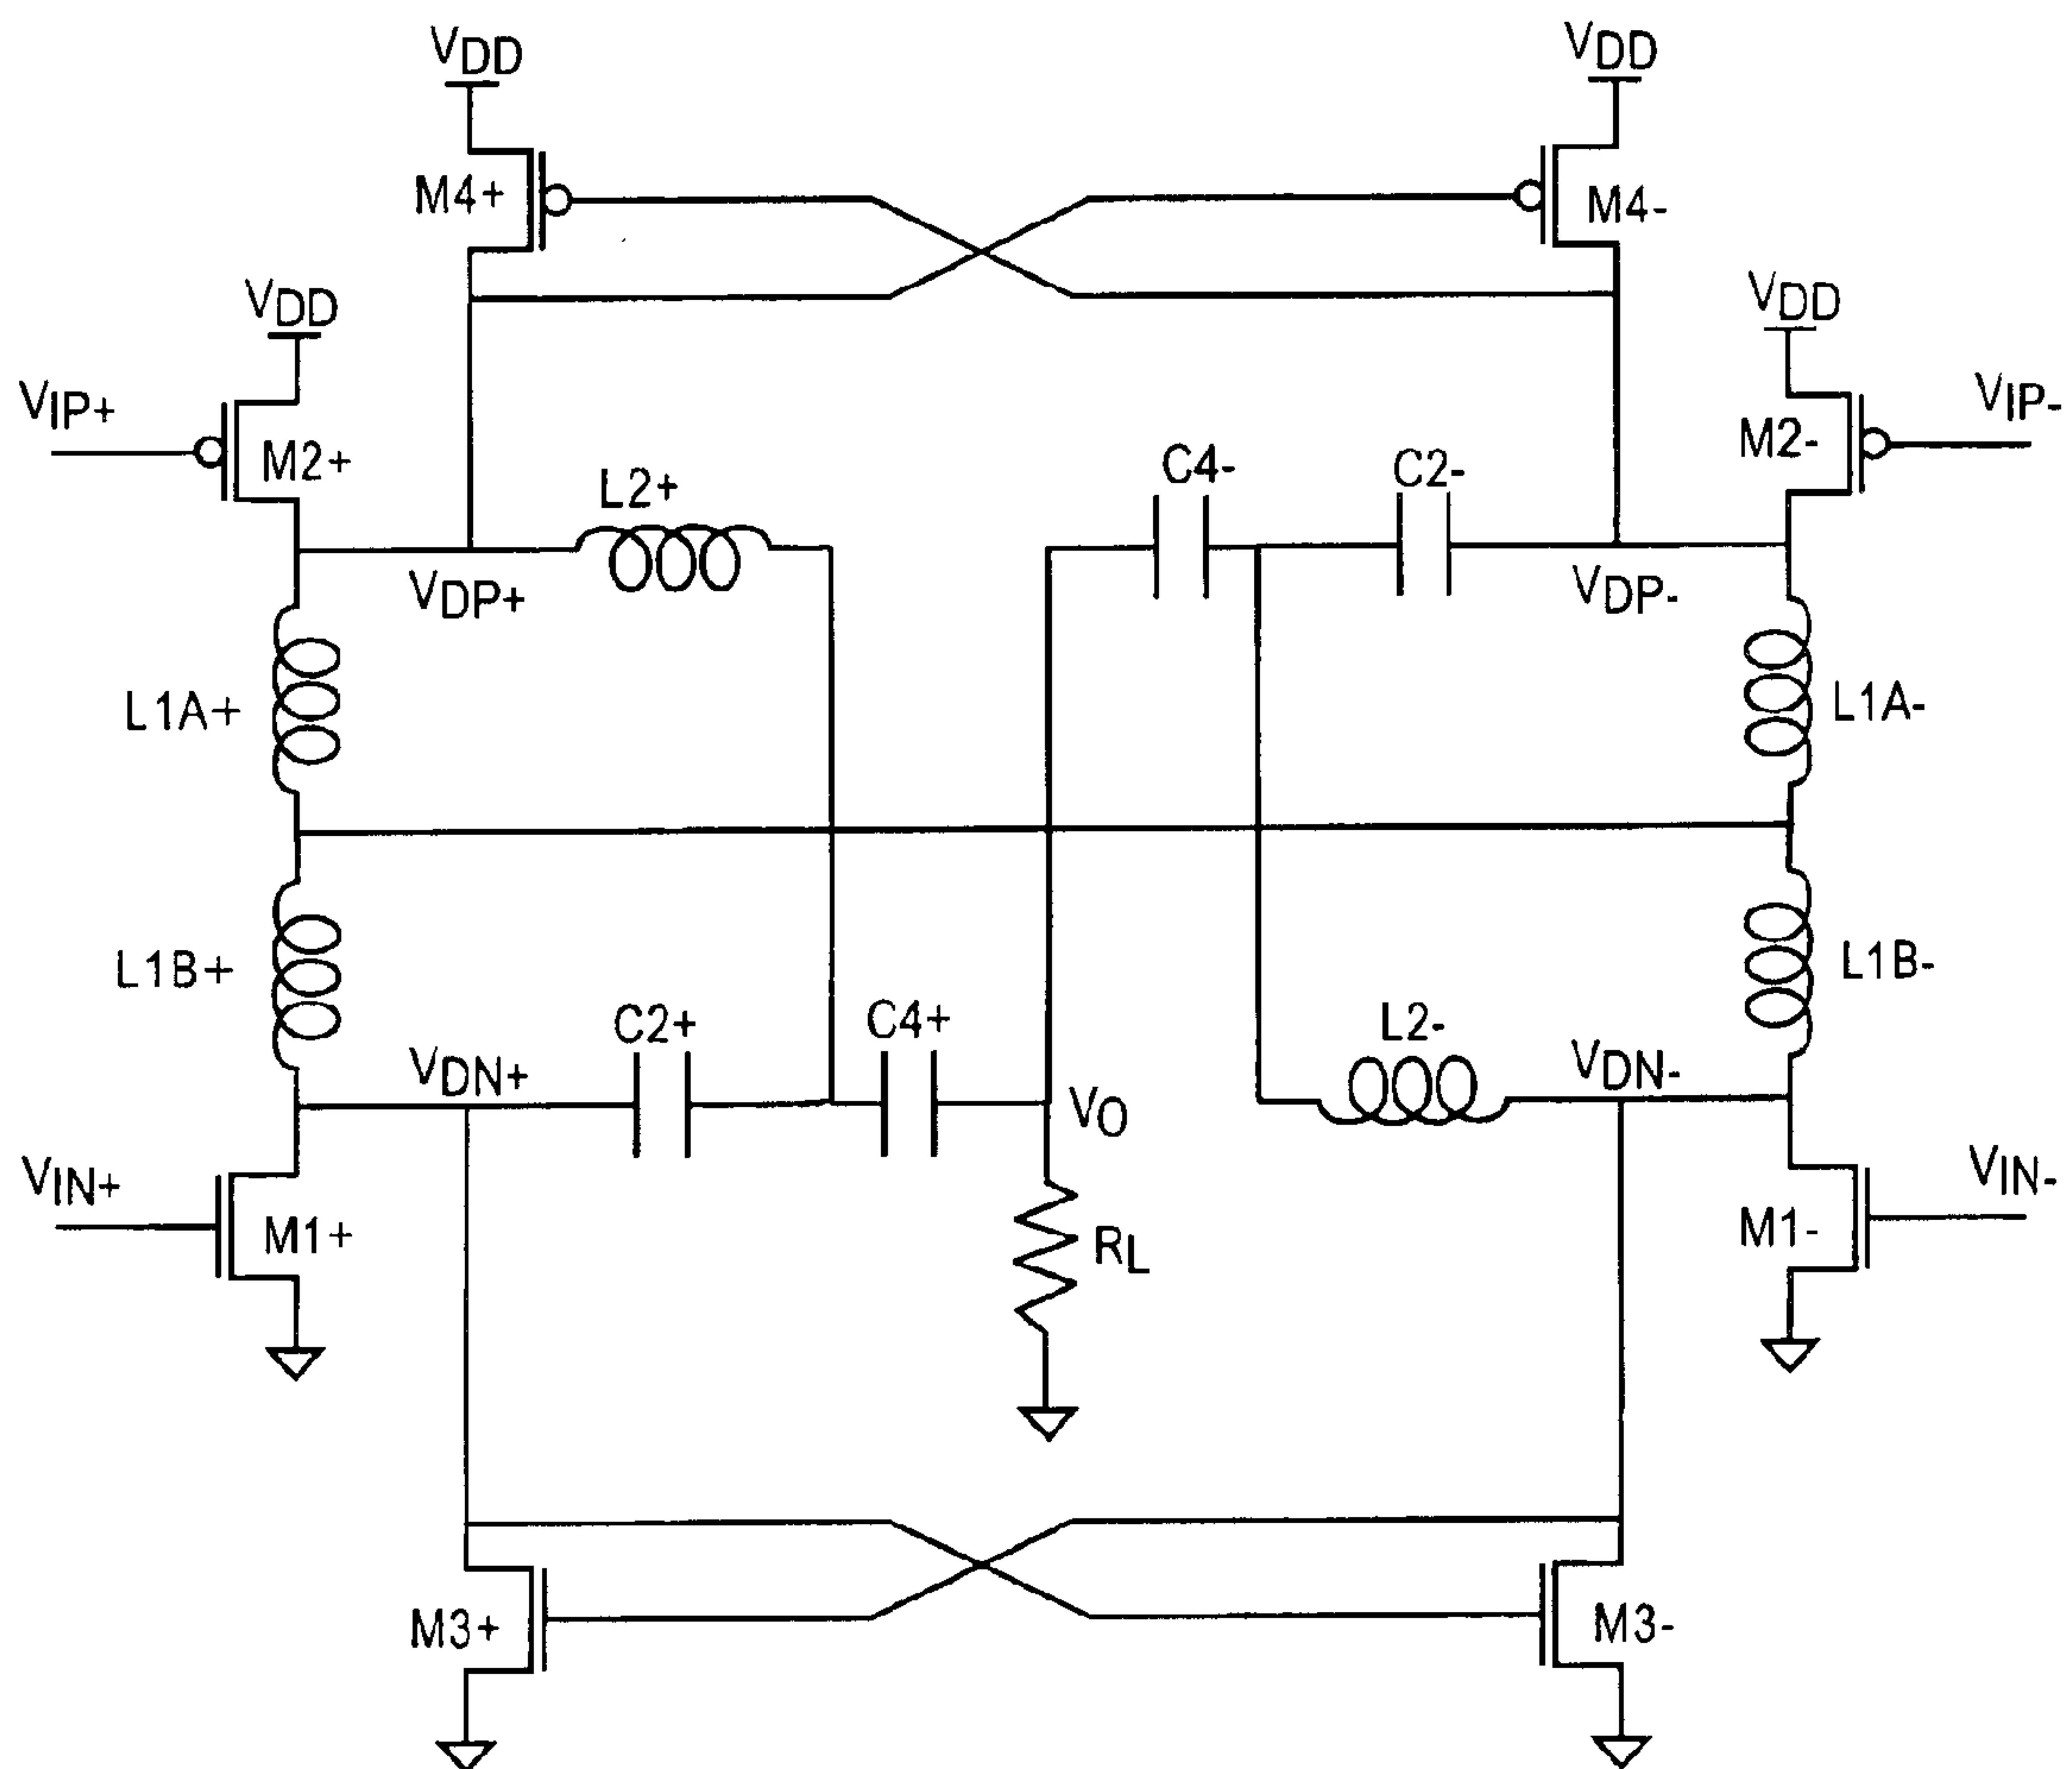 VDD
VDD
M4+
M4-
VDD
VDD
VIP+
VIP-
M2+
M2-
L2+
C4-
C2-
VDP+
VDP-
L1A+
L1A-
L1B+
L1B-
C2+
C4+
L2-
VDN+
VDN-
VO
VIN+
VIN-
M1+
RL
M1-
M3+
M3-